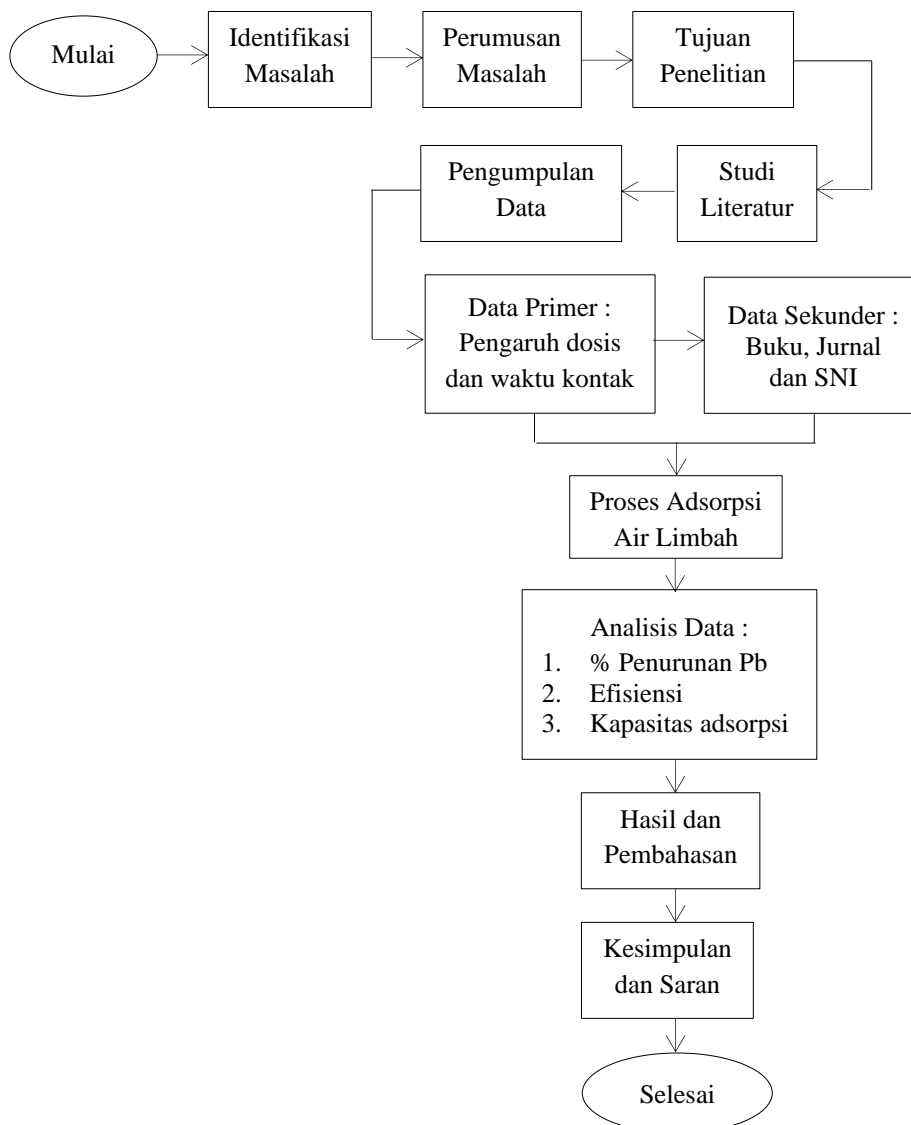 Mulai
Identifikasi
Masalah
Perumusan
Masalah
Tujuan
Penelitian
Studi
Literatur
Pengumpulan
Data
Data Primer :
Pengaruh dosis
dan waktu kontak
Data Sekunder :
Buku, Jurnal
dan SNI
Proses Adsorpsi
Air Limbah
Analisis Data :
1. % Penurunan Pb
2. Efisiensi
3. Kapasitas adsorpsi
Hasil dan
Pembahasan
Kesimpulan
dan Saran
Selesai